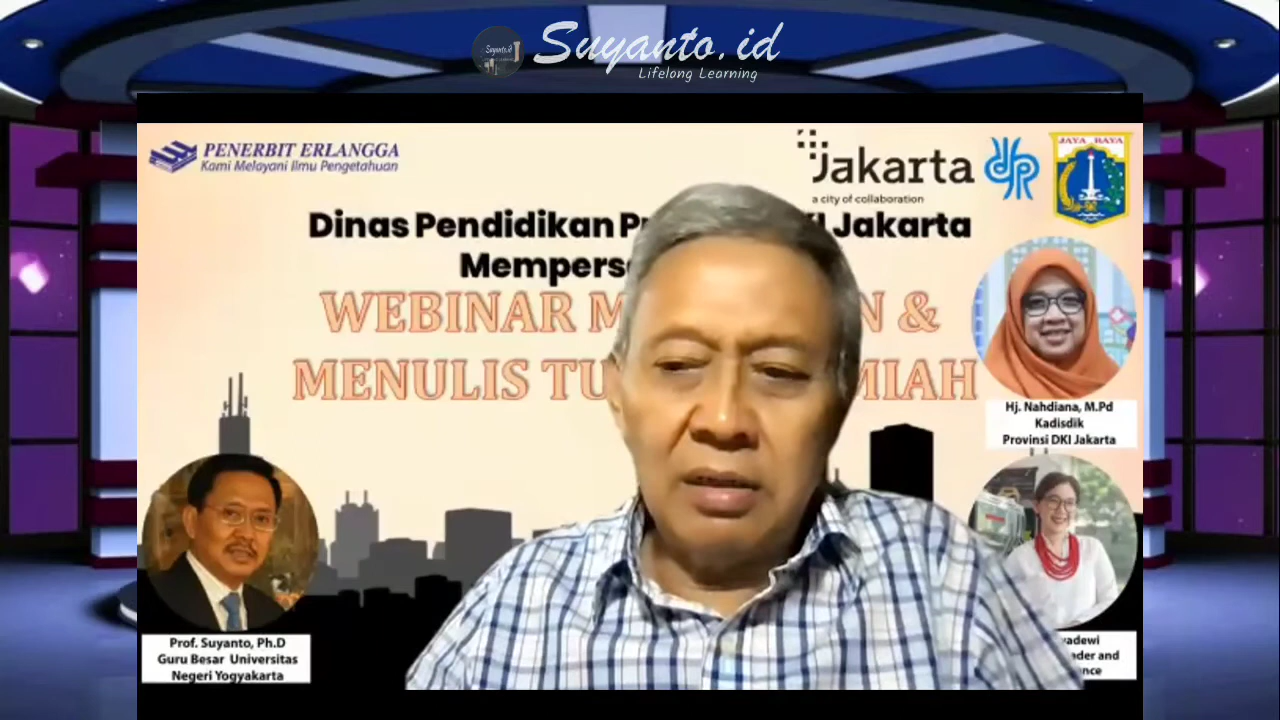 Suyanto.id
Lifelong Learning
PENERBIT ERLANGGA
Kami Melayani Ilmu Pengetahuan
Jakarta
a city of collaboration
JAYA RAYA
Dinas Pendidikan Jakarta
WEBINAR &
MENULIS
Hj. Nahdiana, M.Pd
Kadisdik
Provinsi DKI Jakarta
Prof. Suyanto, Ph.D
Guru Besar Universitas
Negeri Yogyakarta
and